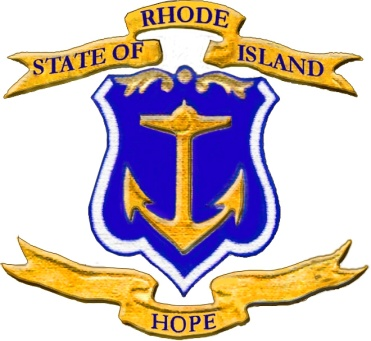 STATE OF RHODE ISLAND
HOPE